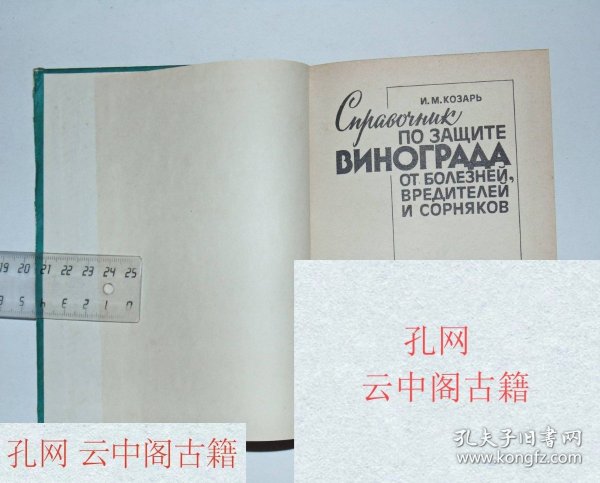 И. М. КОЗАРЬ
Справочник
ПО ЗАЩИТЕ
ВИНОГРАДА
ОТ БОЛЕЗНЕЙ,
ВРЕДИТЕЛЕЙ
И СОРНЯКОВ
19 20 21 22 23 24 25
孔网
云中阁古籍
孔网 云中阁古籍
孔夫子旧书网
www.kongfz.com